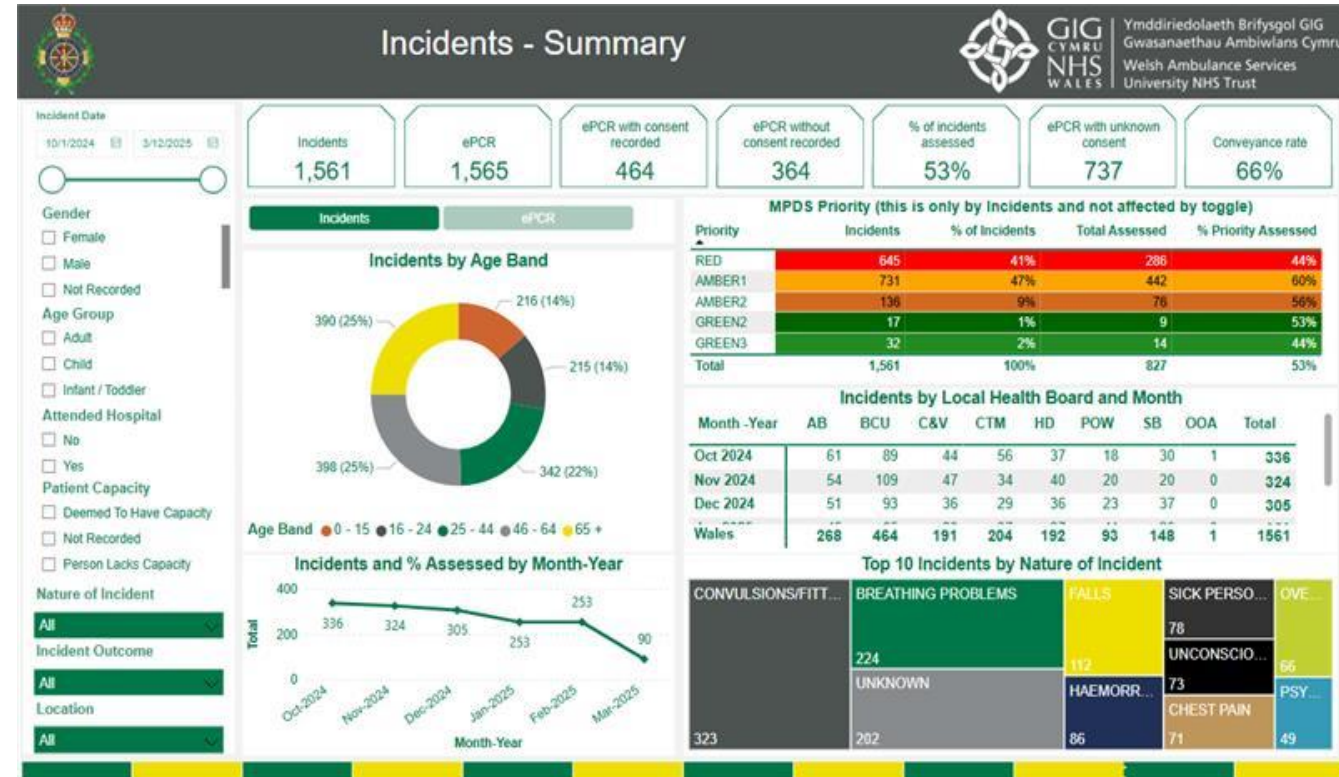 Incidents - Summary
GIG
CYMRU
NHS
WALES
Ymddiriedolaeth Brifysgol GIG
Gwasanaethau Ambiwlans Cymru
Welsh Ambulance Services
University NHS Trust
Incident Date
10/1/2024 3/12/2025
Gender
Female
Male
Not Recorded
Age Group
Adult
Child
Infant / Toddler
Attended Hospital
No
Yes
Patient Capacity
Deemed To Have Capacity
Not Recorded
Person Lacks Capacity
Nature of Incident
All
Incident Outcome
All
Location
All
Incidents
1,561
ePCR
1,565
ePCR with consent
recorded
464
ePCR without
consent recorded
364
% of incidents
assessed
53%
ePCR with unknown
consent
737
Conveyance rate
66%
Incidents ePCR
Incidents by Age Band
216 (14%)
215 (14%)
342 (22%)
398 (25%)
390 (25%)
Age Band 0 - 15 16 - 24 25 - 44 46 - 64 65 +
Incidents and % Assessed by Month-Year
Total
400
200
0
336 324 305 253 253 90
Oct-2024 Nov-2024 Dec-2024 Jan-2025 Feb-2025 Mar-2025
Month-Year
MPDS Priority (this is only by Incidents and not affected by toggle)
Priority Incidents % of Incidents Total Assessed % Priority Assessed
RED 645 41% 286 44%
AMBER1 731 47% 442 60%
AMBER2 136 9% 76 56%
GREEN2 17 1% 9 53%
GREEN3 32 2% 14 44%
Total 1,561 100% 827 53%
Incidents by Local Health Board and Month
Month -Year AB BCU C&V CTM HD POW SB OOA Total
Oct 2024 61 89 44 56 37 18 30 1 336
Nov 2024 54 109 47 34 40 20 20 0 324
Dec 2024 51 93 36 29 36 23 37 0 305
Wales 268 464 191 204 192 93 148 1 1561
Top 10 Incidents by Nature of Incident
CONVULSIONS/FITT...
323
BREATHING PROBLEMS
224
UNKNOWN
202
FALLS
112
HAEMORR...
86
SICK PERSO...
78
UNCONSCIO...
73
CHEST PAIN
71
OVE...
66
PSY...
49